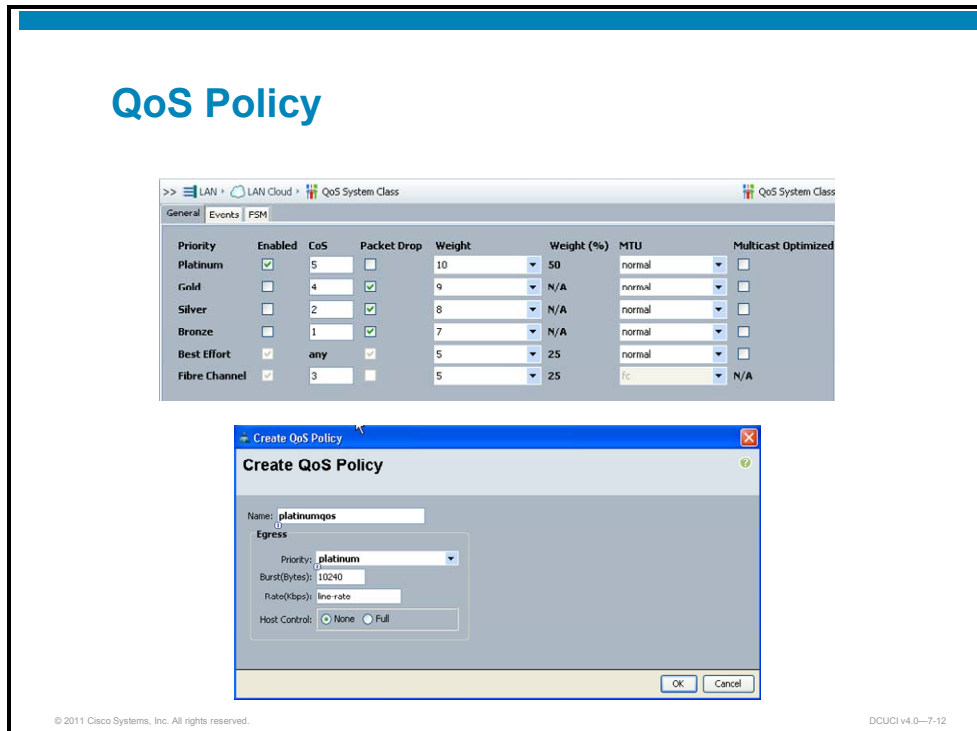 QoS Policy
>> LAN ▸ LAN Cloud ▸ QoS System Class QoS System Class
General Events FSM
Priority Enabled CoS Packet Drop Weight Weight (%) MTU Multicast Optimized
Platinum 5 10 50 normal
Gold 4 9 N/A normal
Silver 2 8 N/A normal
Bronze 1 7 N/A normal
Best Effort any 5 25 normal
Fibre Channel 3 5 25 fc N/A
Create QoS Policy
Create QoS Policy
Name: platinumqos
Egress
Priority: platinum
Burst(Bytes): 10240
Rate(Kbps): line-rate
Host Control: None Full
OK Cancel
© 2011 Cisco Systems, Inc. All rights reserved. DCUCI v4.0—7-12